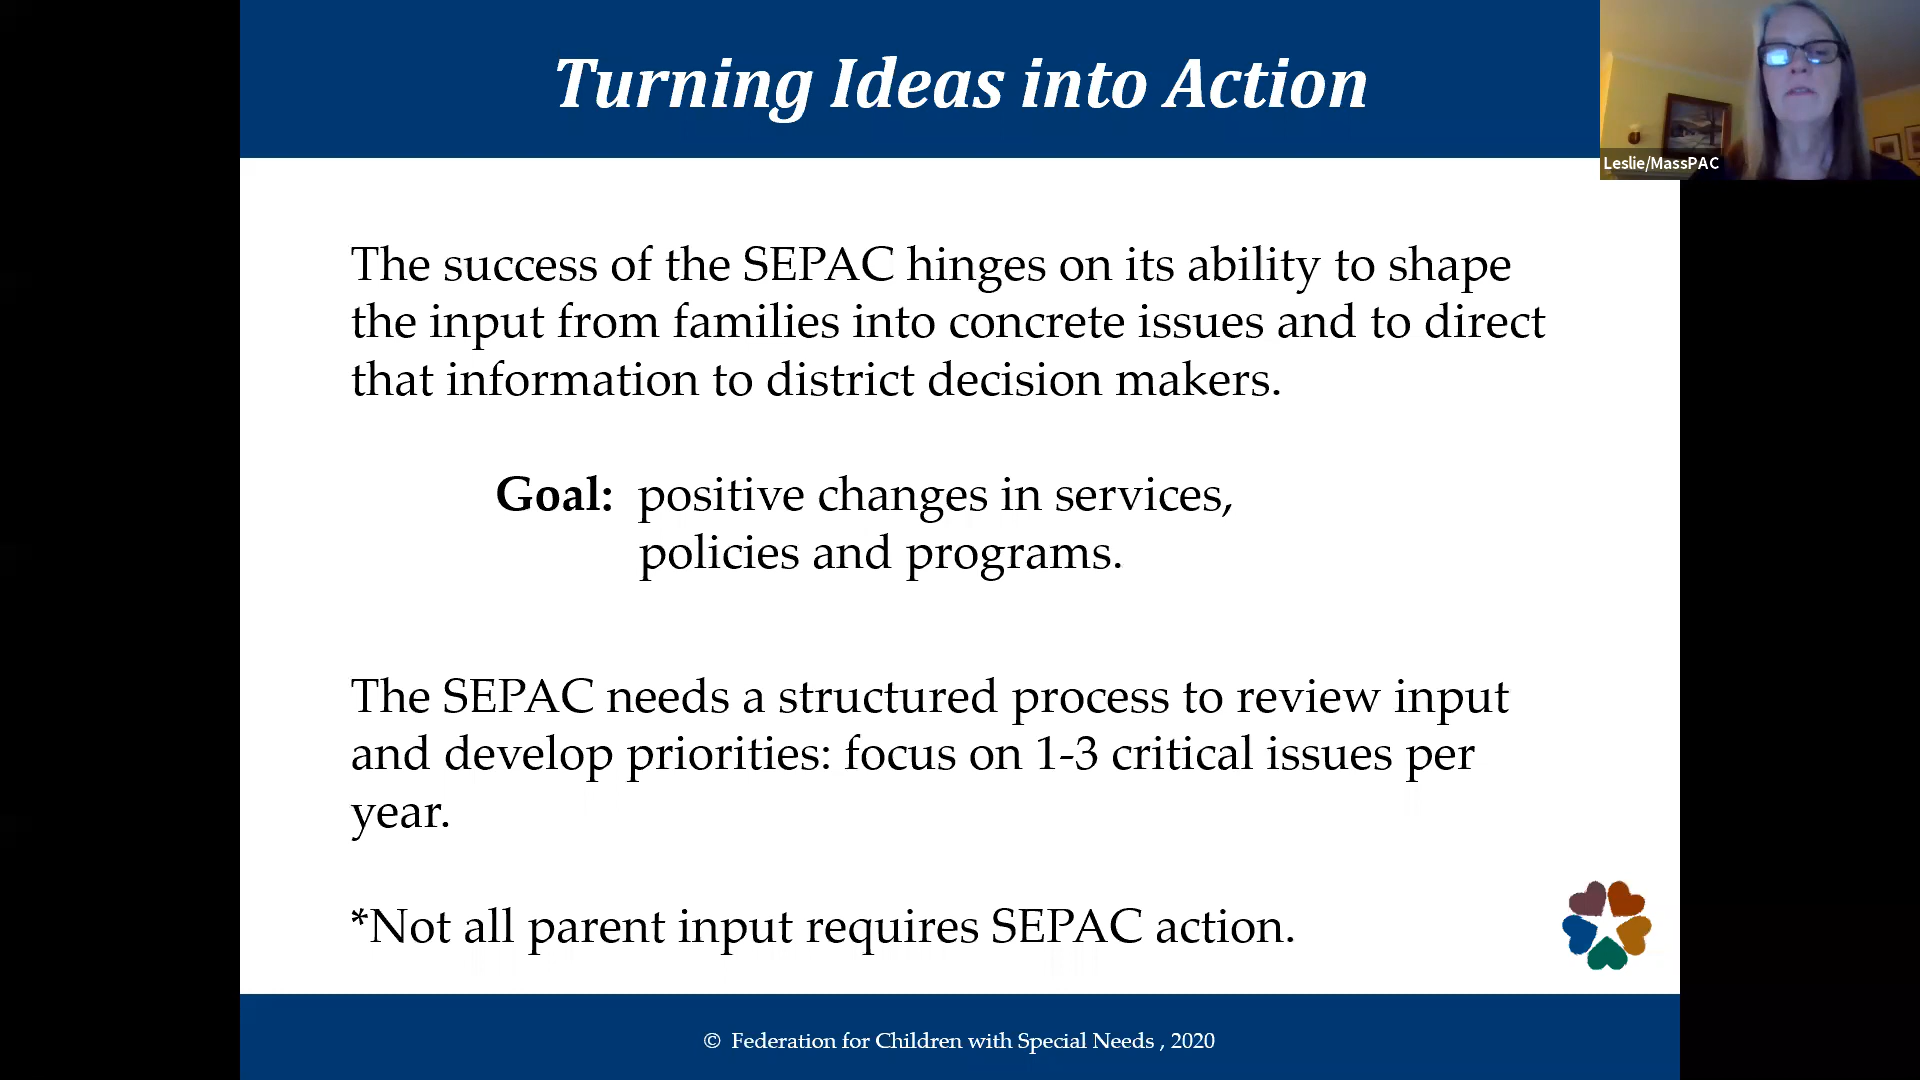 Turning Ideas into Action
Leslie/MassPAC
The success of the SEPAC hinges on its ability to shape
the input from families into concrete issues and to direct
that information to district decision makers.
Goal: positive changes in services,
policies and programs.
The SEPAC needs a structured process to review input
and develop priorities: focus on 1-3 critical issues per
year.
*Not all parent input requires SEPAC action.
© Federation for Children with Special Needs , 2020